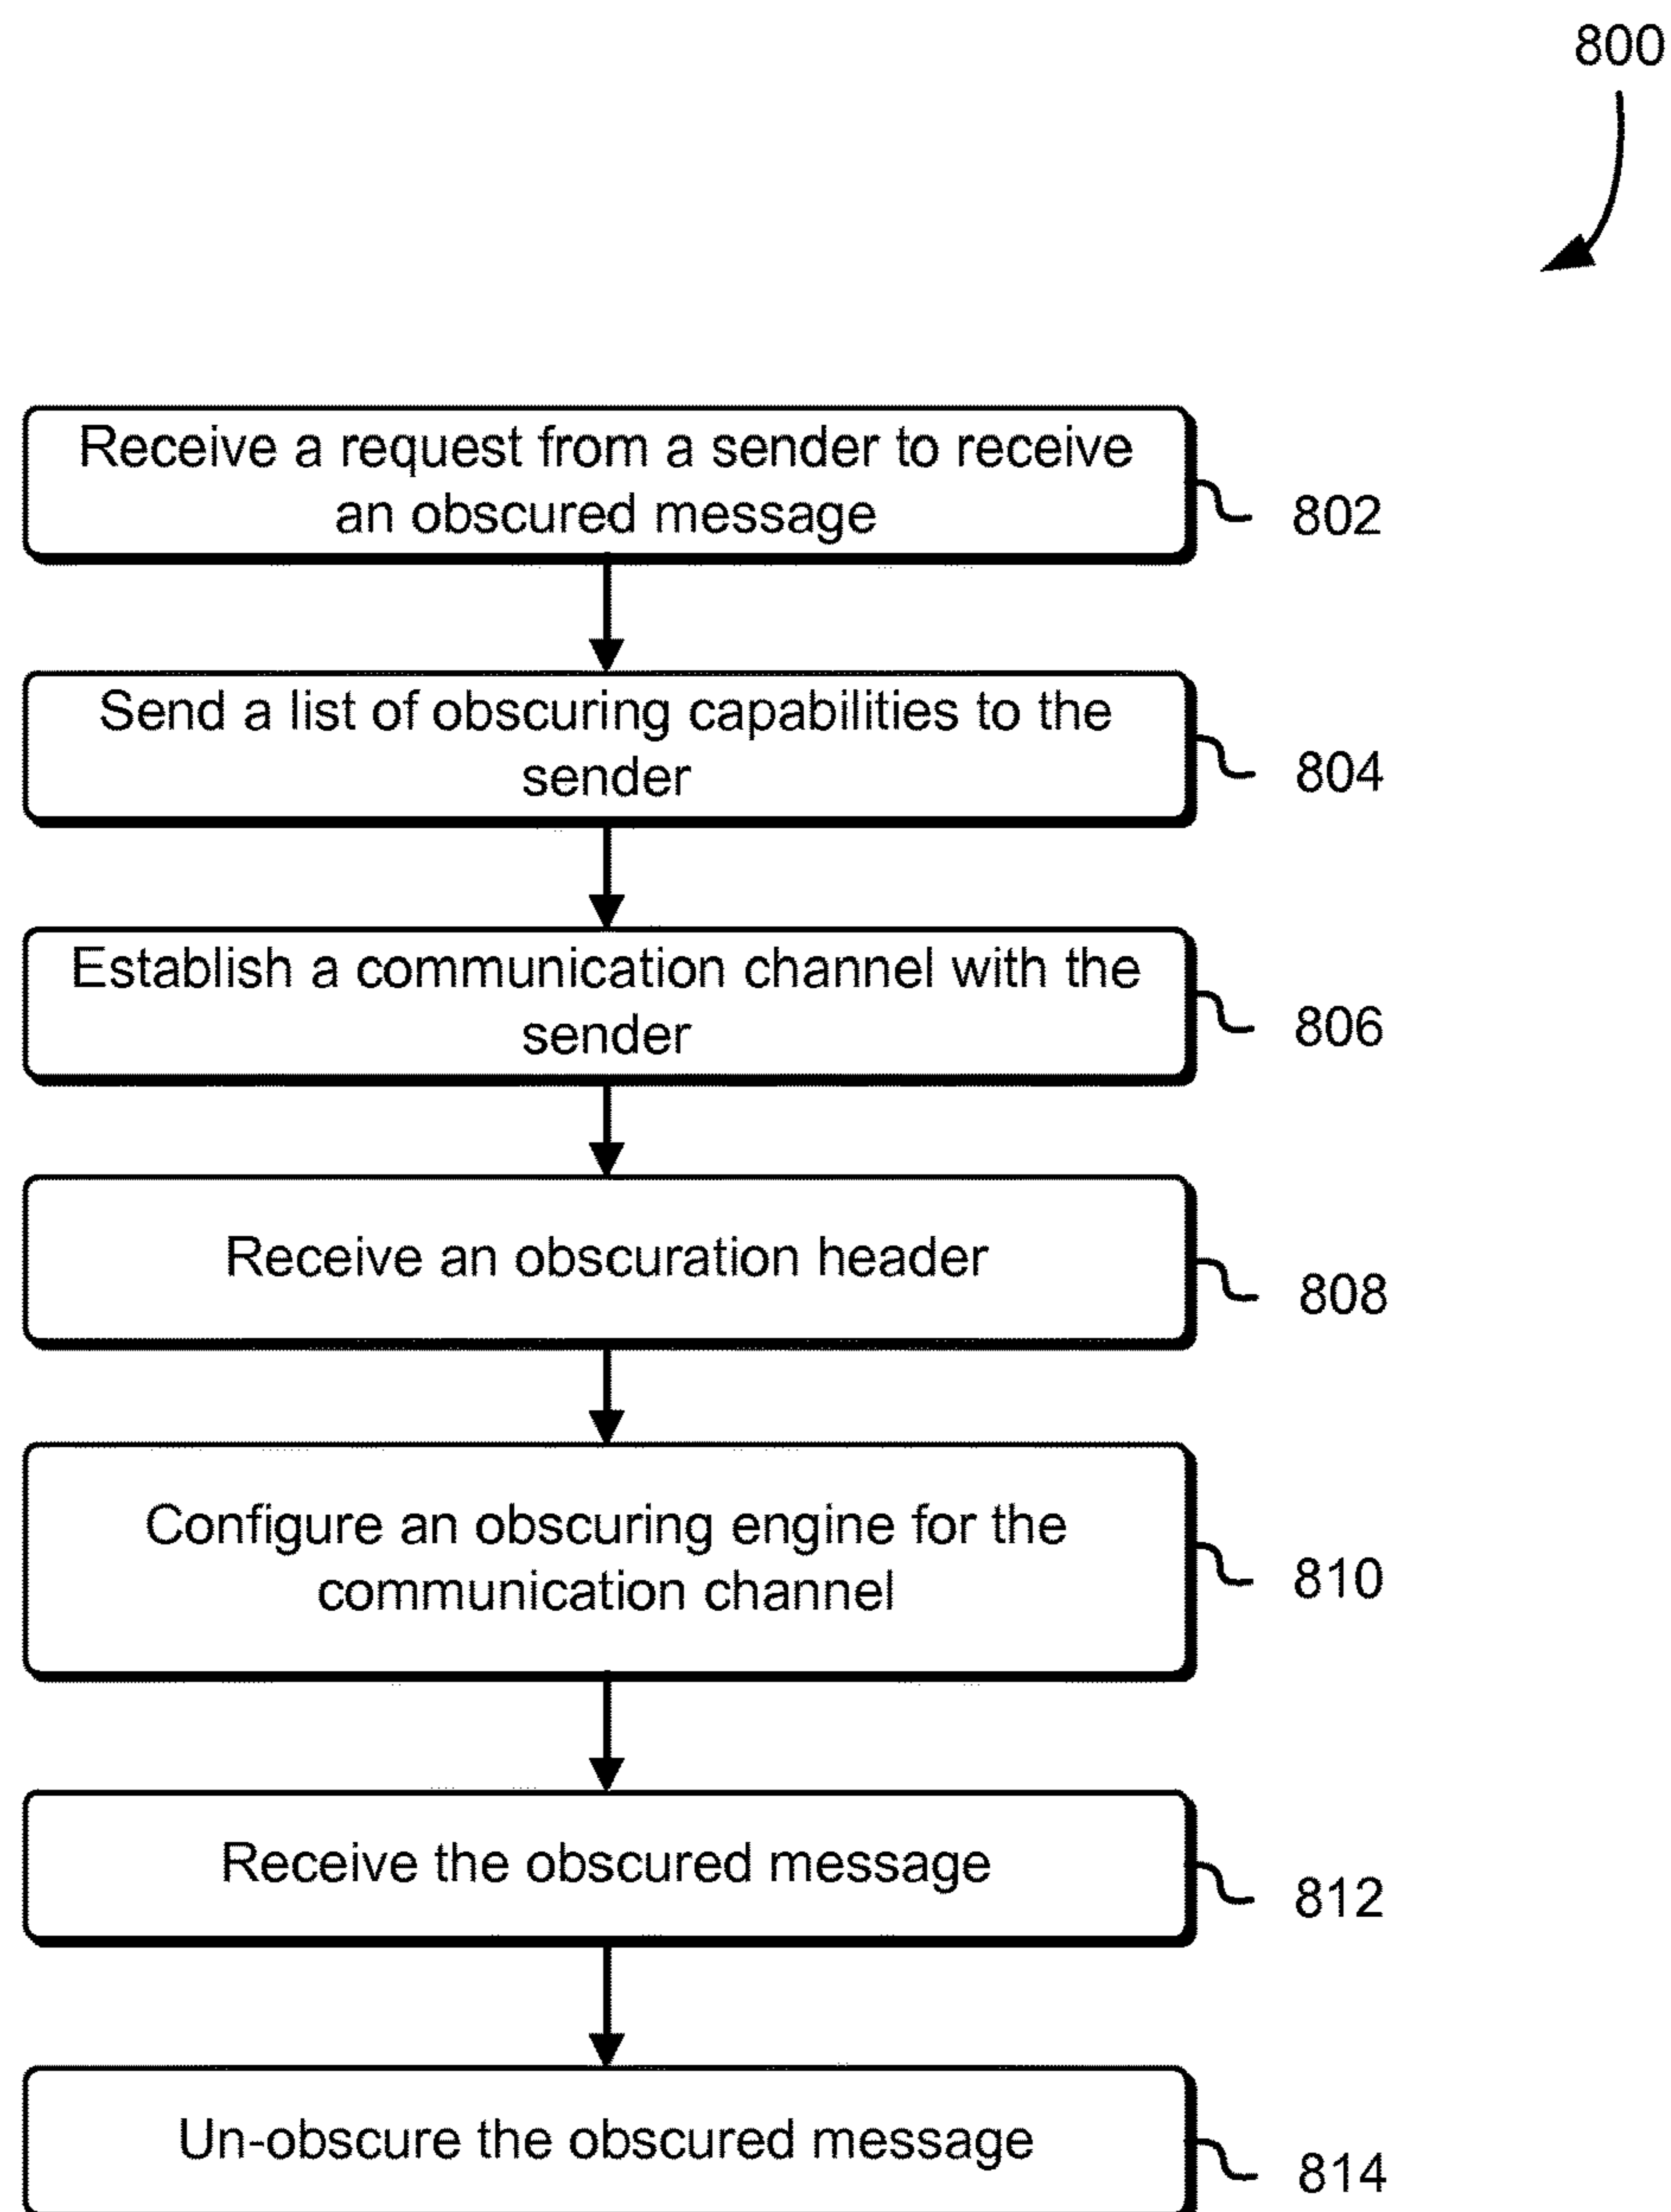 800
Receive a request from a sender to receive
an obscured message
802
Send a list of obscuring capabilities to the
sender
804
Establish a communication channel with the
sender
806
Receive an obscuration header
808
Configure an obscuring engine for the
communication channel
810
Receive the obscured message
812
Un-obscure the obscured message
814